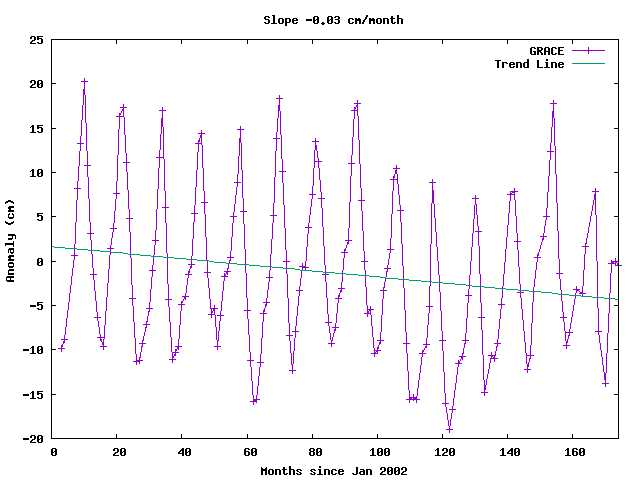 Slope -0.03 cm/month
GRACE
Trend Line
25
20
15
10
5
0
-5
-10
-15
-20
Anomaly (cm)
0 20 40 60 80 100 120 140 160
Months since Jan 2002